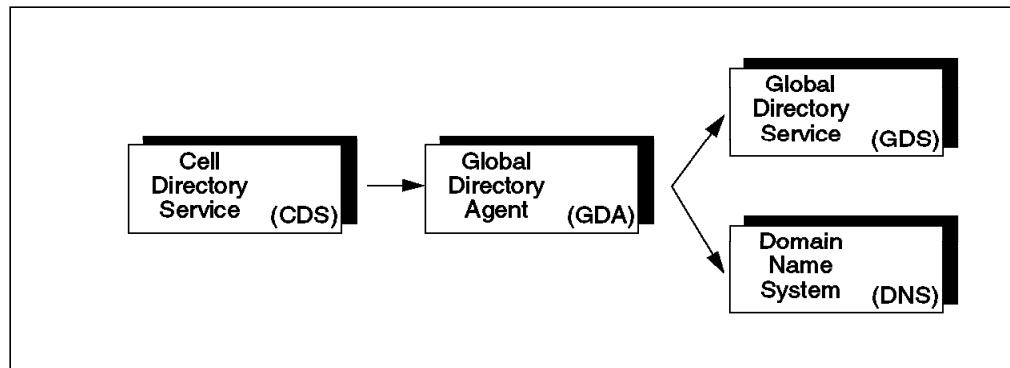 Cell
Directory
Service (CDS)
Global
Directory
Agent (GDA)
Global
Directory
Service (GDS)
Domain
Name
System (DNS)